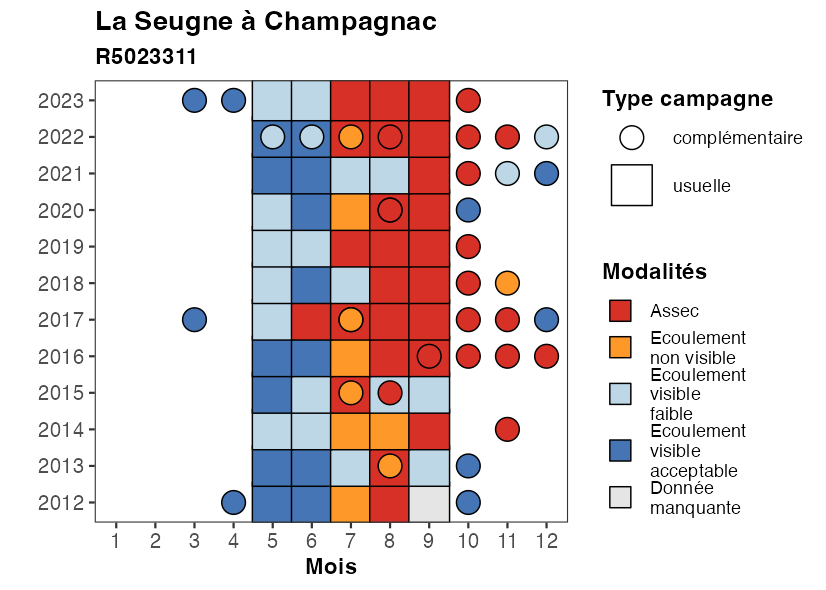 La Seugne à Champagnac
R5023311
2023
2022
2021
2020
2019
2018
2017
2016
2015
2014
2013
2012
1 2 3 4 5 6 7 8 9 10 11 12
Mois
Type campagne
complémentaire
usuelle
Modalités
Assec
Ecoulement
non visible
Ecoulement
visible
faible
Ecoulement
visible
acceptable
Donnée
manquante